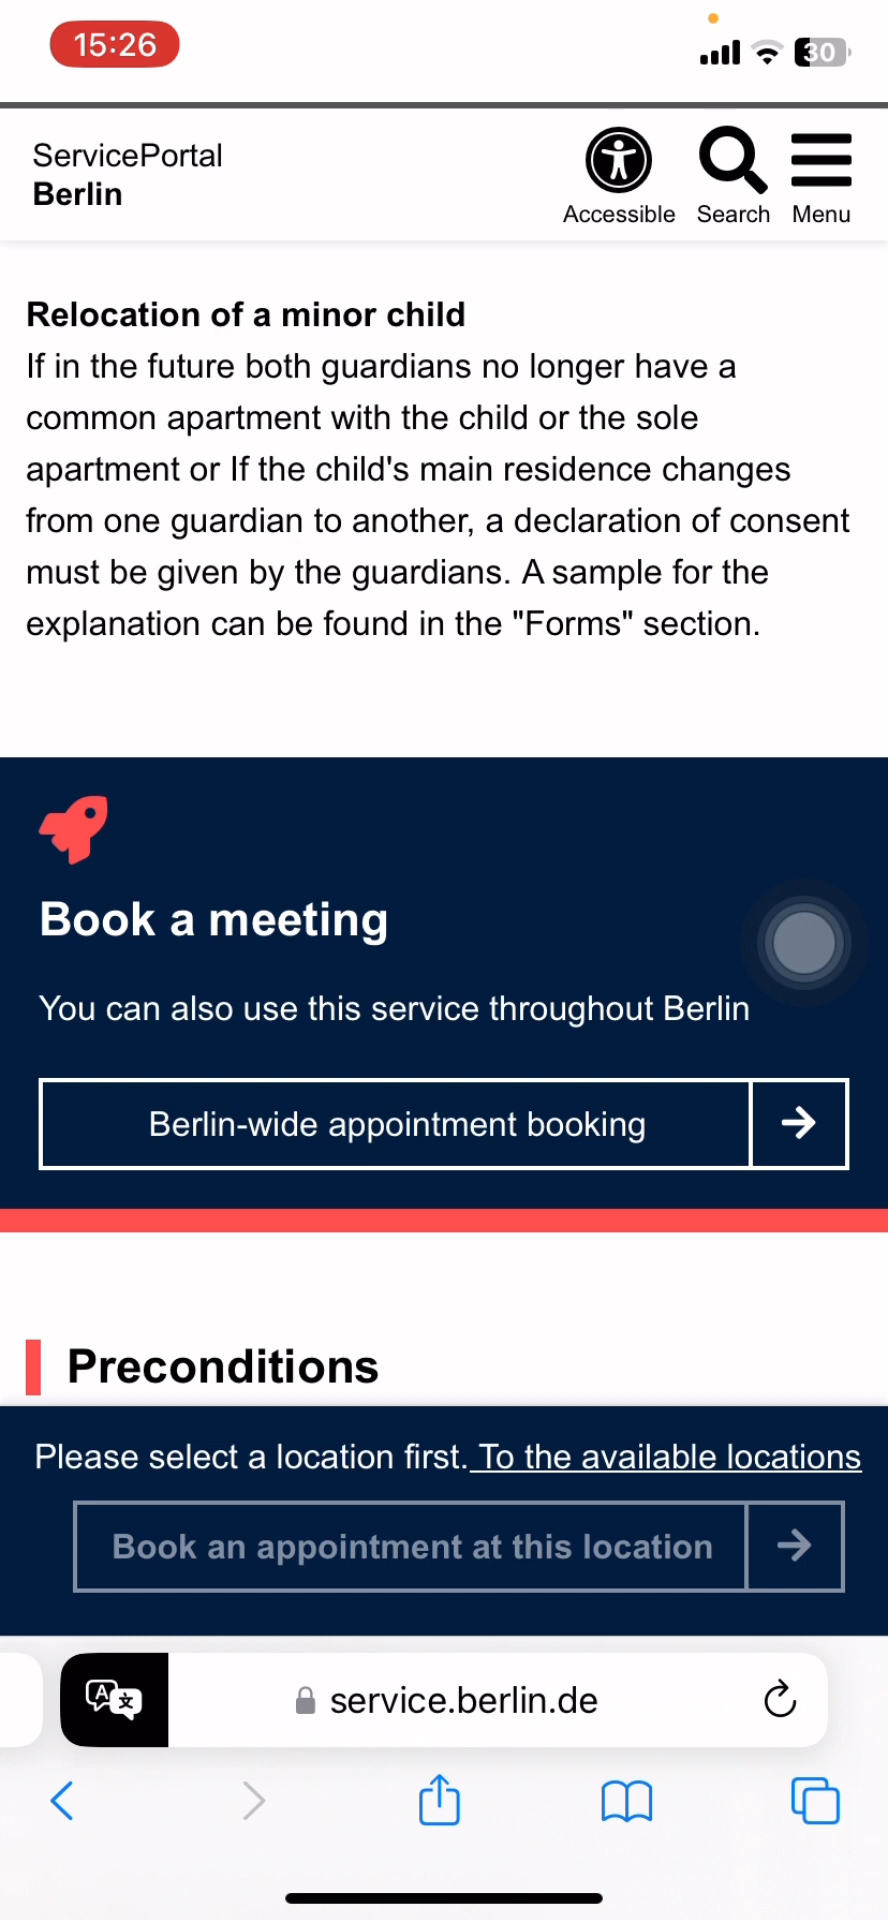 15:26
30
ServicePortal
Berlin
Accessible Search Menu
Relocation of a minor child
If in the future both guardians no longer have a
common apartment with the child or the sole
apartment or If the child's main residence changes
from one guardian to another, a declaration of consent
must be given by the guardians. A sample for the
explanation can be found in the "Forms" section.
Book a meeting
You can also use this service throughout Berlin
Berlin-wide appointment booking
Preconditions
Please select a location first. To the available locations
Book an appointment at this location
A 文
service.berlin.de